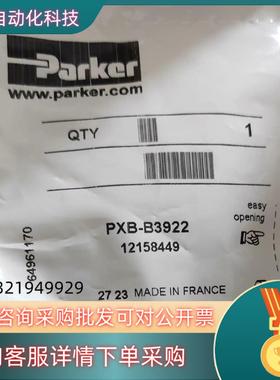 自动化科技
Parker
www.parker.com
QTY 1
easy opening
PXB-B3922
12158449
64961170
321949929
27 23 MADE IN FRANCE
咨询采购批发可对公开票
客服详情下单采购